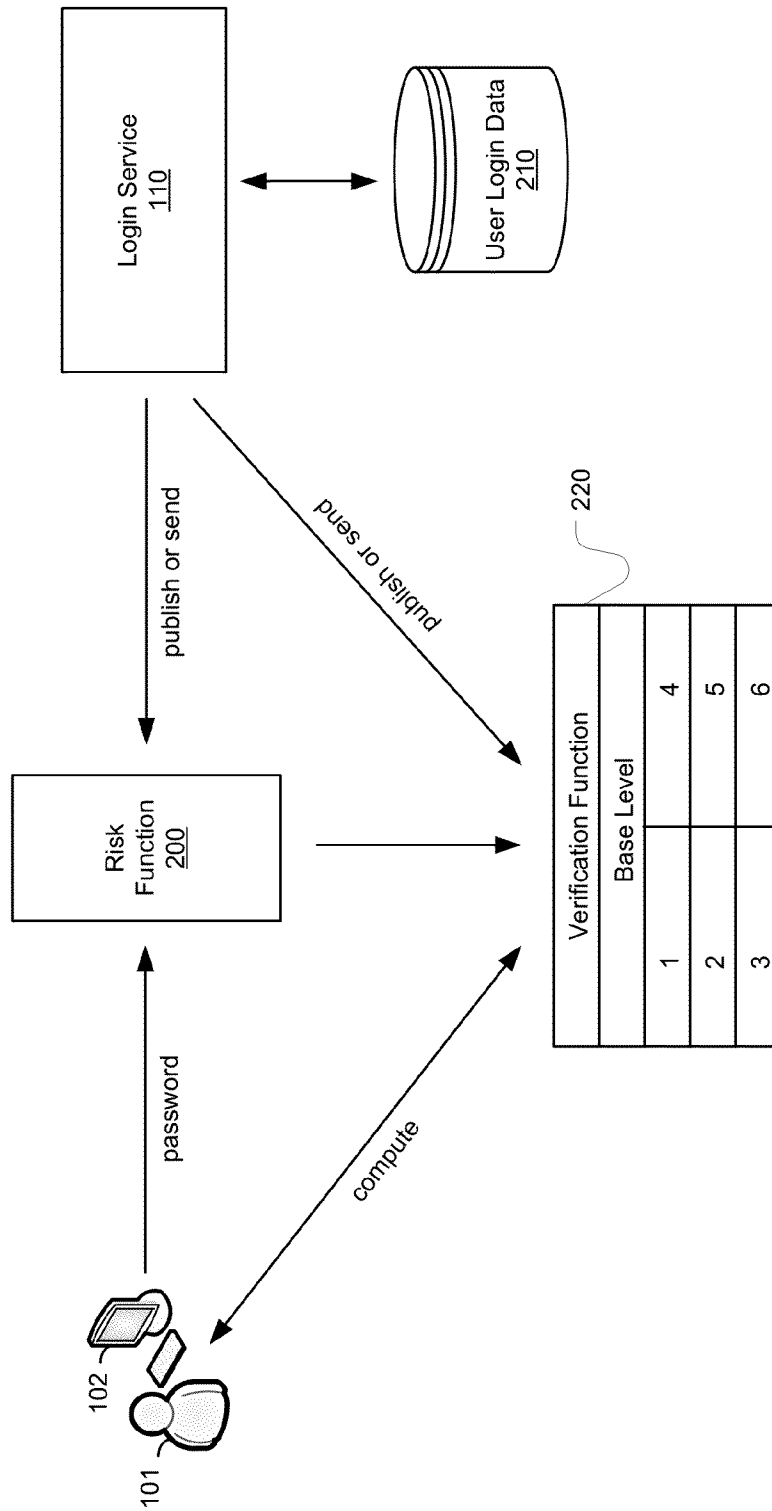 101
102
password
Risk
Function
200
publish or send
Login Service
110
compute
publish or send
User Login Data
210
220
Verification Function
Base Level
1 4
2 5
3 6